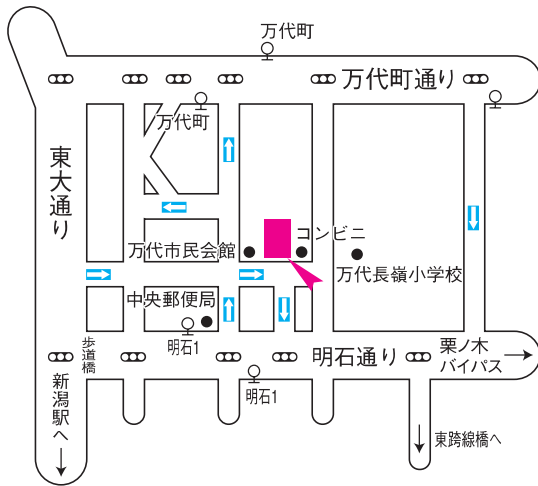 万代町
万代町通り
万代町
東大通り
コンビニ
万代市民会館
万代長嶺小学校
中央郵便局
明石1
歩道橋
明石通り
栗ノ木
バイパス
新潟駅へ
明石1
東跨線橋へ